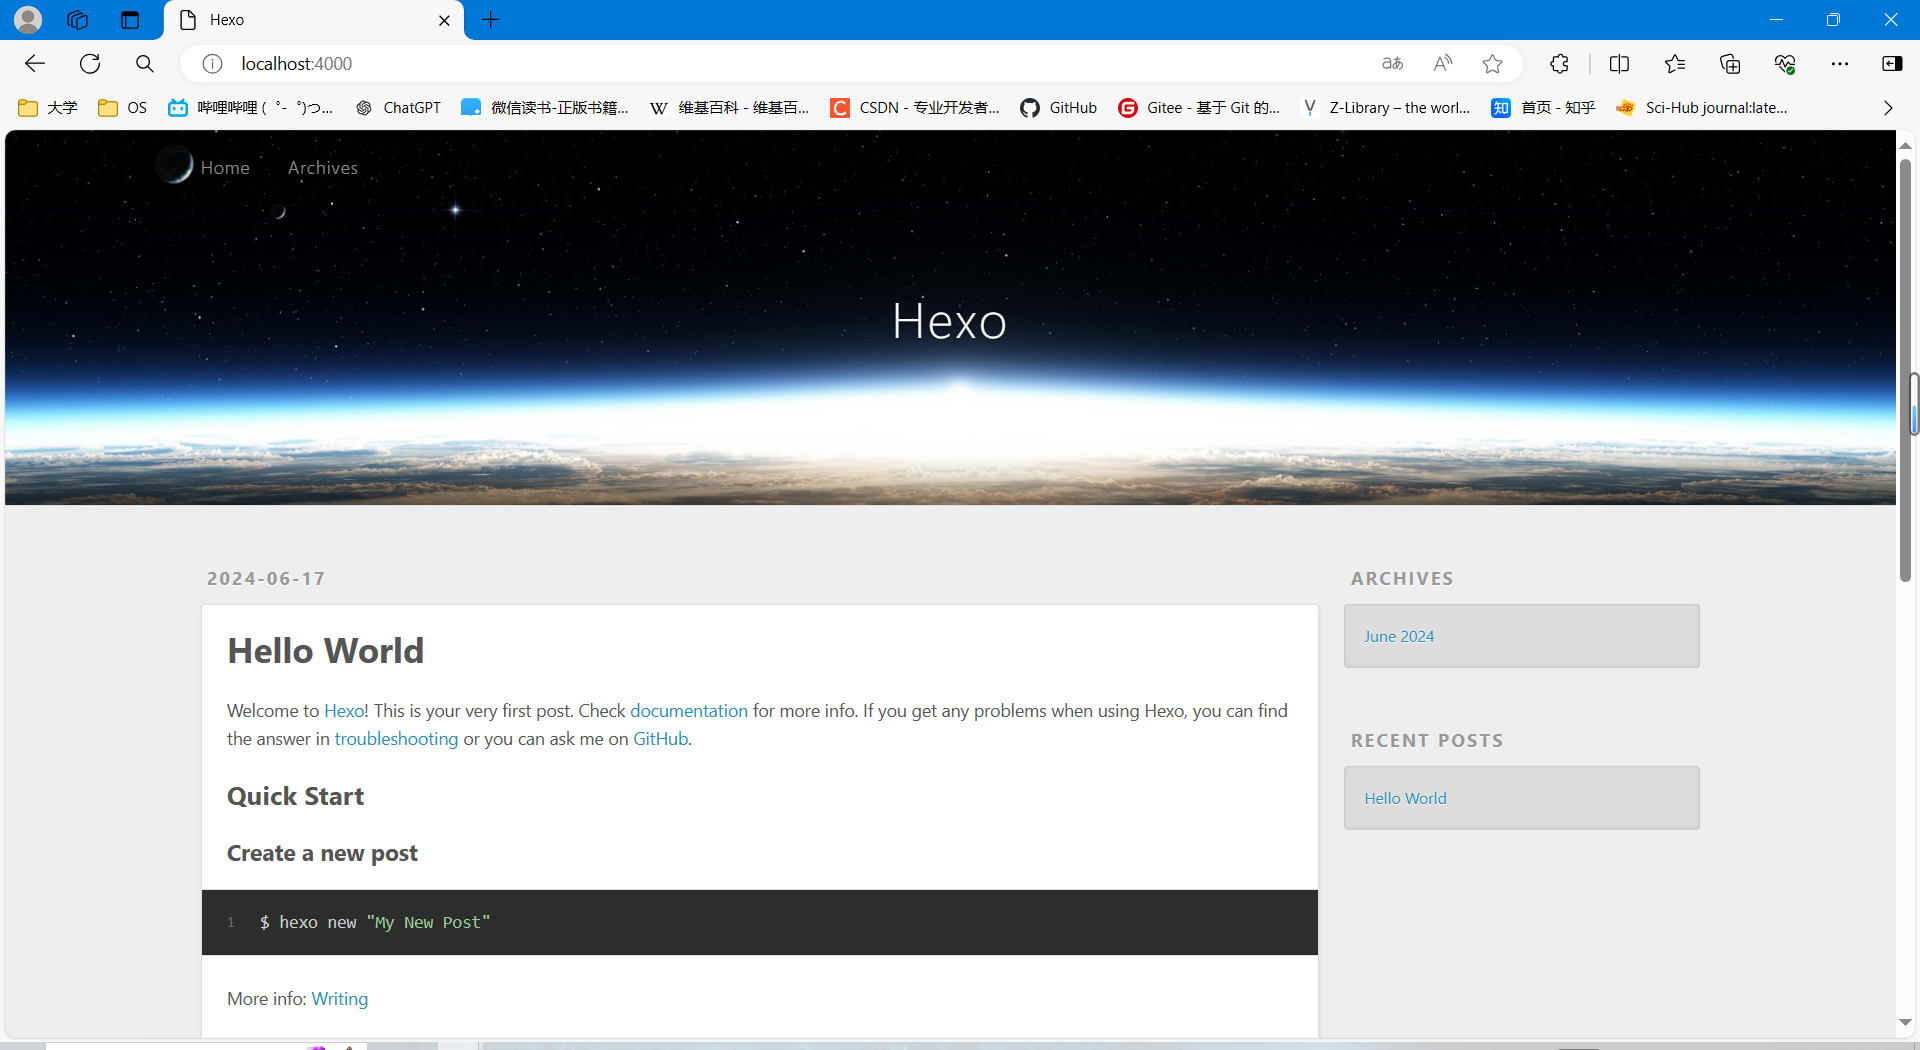 Hexo
localhost:4000
大学
OS
哔哩哔哩 (゜-゜)つ...
ChatGPT
微信读书-正版书籍...
维基百科 - 维基百...
CSDN - 专业开发者...
GitHub
Gitee - 基于 Git 的...
Z-Library – the worl...
首页 - 知乎
Sci-Hub journal:late...
Home
Archives
Hexo
2024-06-17
Hello World
Welcome to Hexo! This is your very first post. Check documentation for more info. If you get any problems when using Hexo, you can find
the answer in troubleshooting or you can ask me on GitHub.
Quick Start
Create a new post
1 $ hexo new "My New Post"
More info: Writing
ARCHIVES
June 2024
RECENT POSTS
Hello World